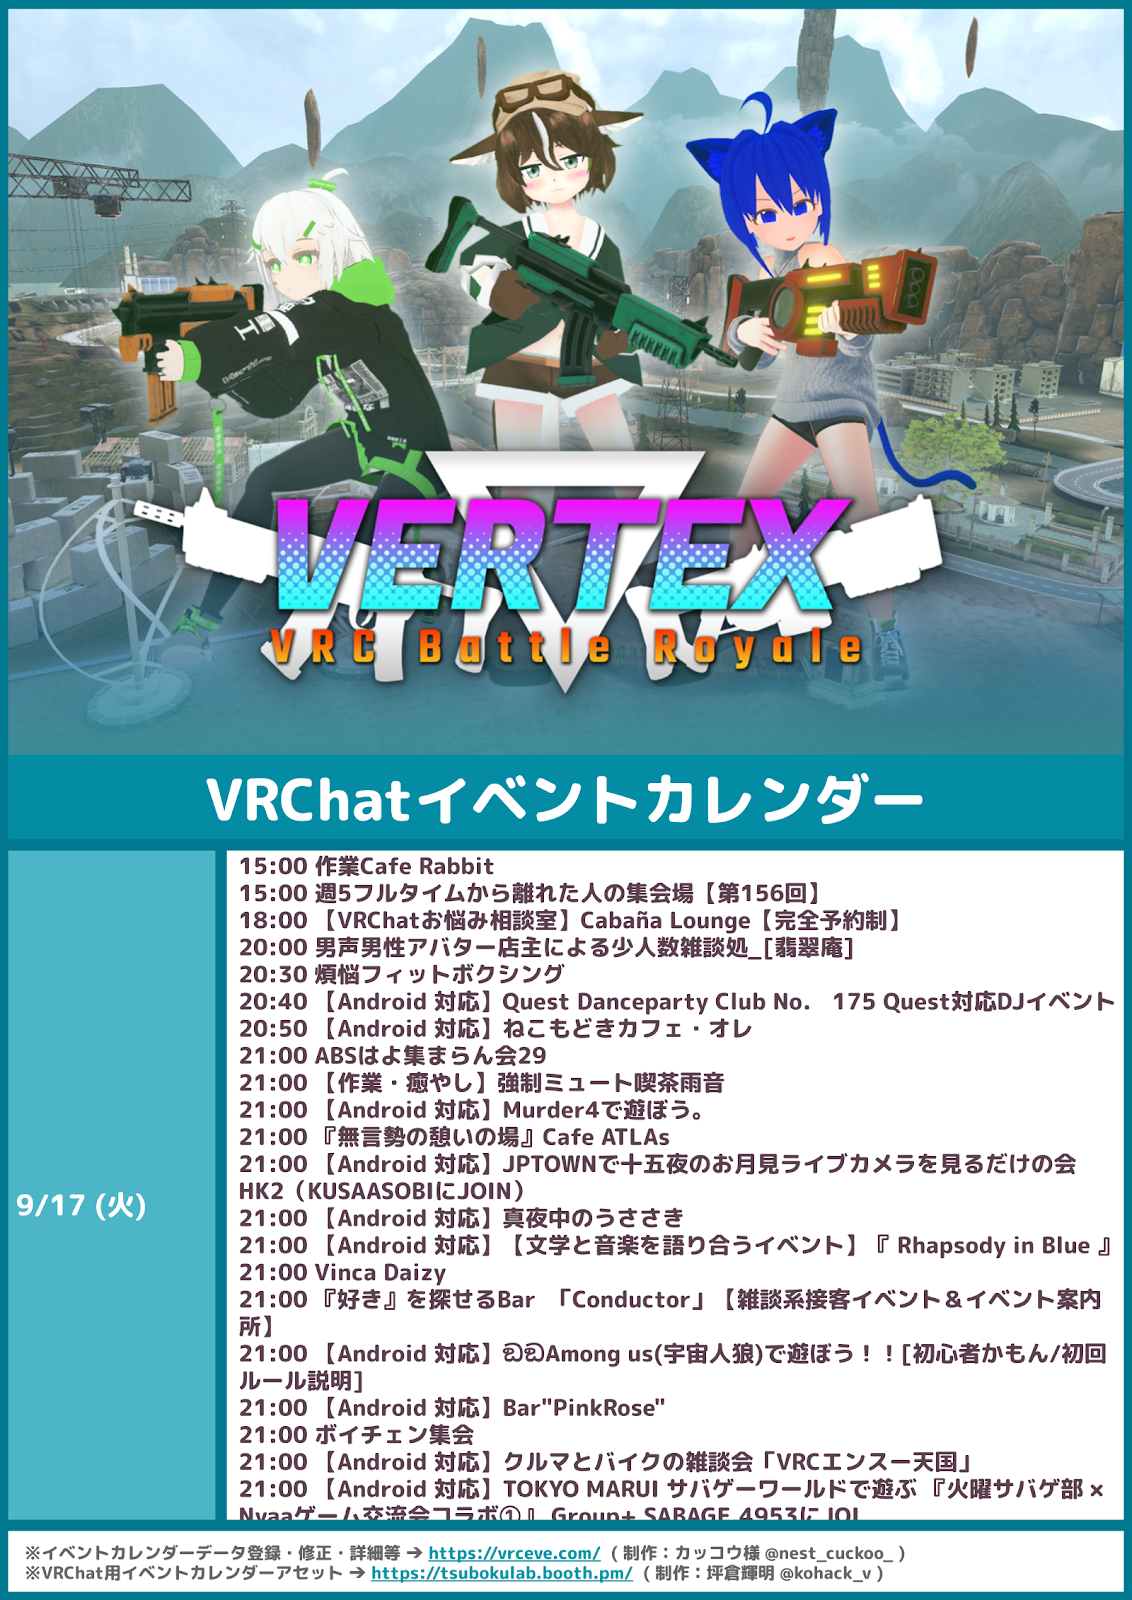 VERTEX
VRC Battle Royale
VRChatイベントカレンダー
9/17 (火)
15:00 作業Cafe Rabbit
15:00 週5フルタイムから離れた人の集会場【第156回】
18:00 【VRChatお悩み相談室】Cabaña Lounge【完全予約制】
20:00 男声男性アバター店主による少人数雑談処_[翡翠庵]
20:30 煩悩フィットボクシング
20:40 【Android 対応】Quest Danceparty Club No.　175 Quest対応DJイベント
20:50 【Android 対応】ねこもどきカフェ・オレ
21:00 ABSはよ集まらん会29
21:00 【作業・癒やし】強制ミュート喫茶雨音
21:00 【Android 対応】Murder4で遊ぼう。
21:00 『無言勢の憩いの場』Cafe ATLAs
21:00 【Android 対応】JPTOWNで十五夜のお月見ライブカメラを見るだけの会
HK2（KUSAASOBIにJOIN）
21:00 【Android 対応】真夜中のうささき
21:00 【Android 対応】【文学と音楽を語り合うイベント】『 Rhapsody in Blue 』
21:00 Vinca Daizy
21:00 『好き』を探せるBar　「Conductor」【雑談系接客イベント＆イベント案内
所】
21:00 【Android 対応】ඞඞAmong us(宇宙人狼)で遊ぼう！！[初心者かもん/初回
ルール説明]
21:00 【Android 対応】Bar"PinkRose"
21:00 ボイチェン集会
21:00 【Android 対応】クルマとバイクの雑談会「VRCエンスー天国」
21:00 【Android 対応】TOKYO MARUI サバゲーワールドで遊ぶ 『火曜サバゲ部 ×
Nyaaゲーム交流会コラボ①』 Group+ SABAGE.4953に JOI
※イベントカレンダーデータ登録・修正・詳細等 ➔ https://vrceve.com/ （ 制作：カッコウ様 @nest_cuckoo_ ）
※VRChat用イベントカレンダーアセット ➔ https://tsubokulab.booth.pm/ （ 制作：坪倉輝明 @kohack_v ）